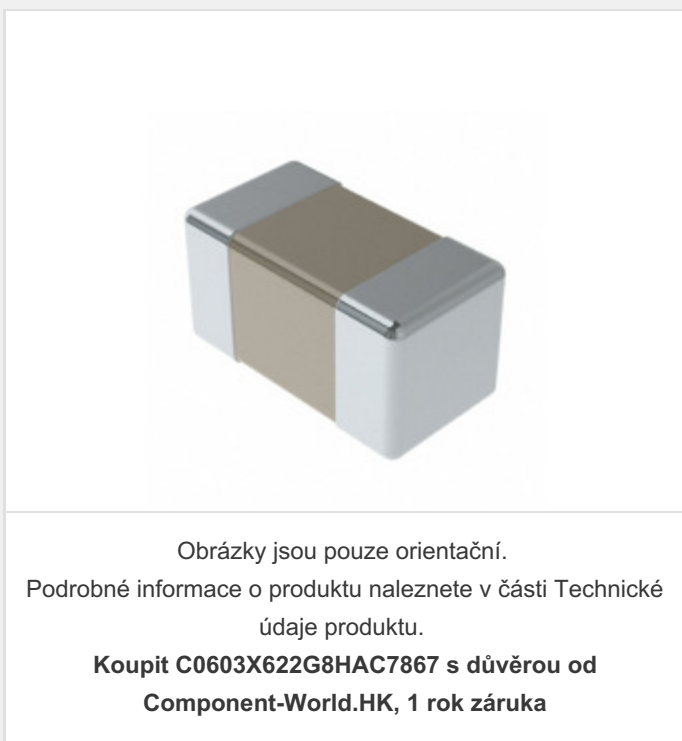 Obrázky jsou pouze orientační.
Podrobné informace o produktu naleznete v části Technické
údaje produktu.
Koupit C0603X622G8HAC7867 s důvěrou od
Component-World.HK, 1 rok záruka